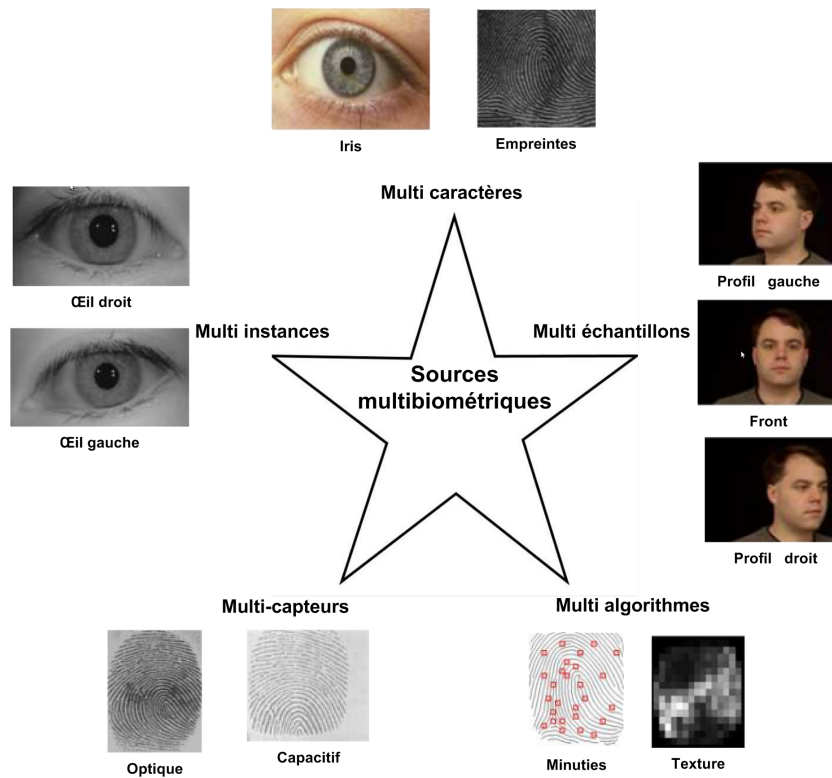 Iris
Empreintes
Multi caractères
Œil droit
Œil gauche
Multi instances
Multi échantillons
Profil gauche
Front
Profil droit
Sources
multibiométriques
Multi-capteurs
Multi algorithmes
Optique
Capacitif
Minuties
Texture